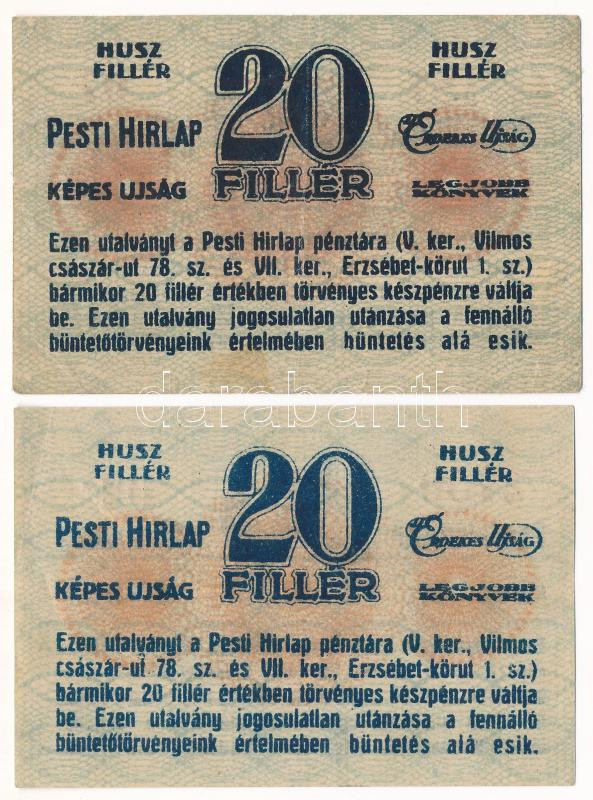 HUSZ FILLÉR
20 FILLÉR
HUSZ FILLÉR
PESTI HIRLAP
AZ ÉRDEKES UJSÁG
KÉPES UJSÁG
LEGJOBB KÖNYVEK
Ezen utalványt a Pesti Hirlap pénztára (V. ker., Vilmos
császár-ut 78. sz. és VII. ker., Erzsébet-körut 1. sz.)
bármikor 20 fillér értékben törvényes készpénzre váltja
be. Ezen utalvány jogosulatlan utánzása a fennálló
büntetőtörvényeink értelmében büntetés alá esik.
darabanth
HUSZ FILLÉR
20 FILLÉR
HUSZ FILLÉR
PESTI HIRLAP
AZ ÉRDEKES UJSÁG
KÉPES UJSÁG
LEGJOBB KÖNYVEK
Ezen utalványt a Pesti Hirlap pénztára (V. ker., Vilmos
császár-ut 78. sz. és VII. ker., Erzsébet-körut 1. sz.)
bármikor 20 fillér értékben törvényes készpénzre váltja
be. Ezen utalvány jogosulatlan utánzása a fennálló
büntetőtörvényeink értelmében büntetés alá esik.